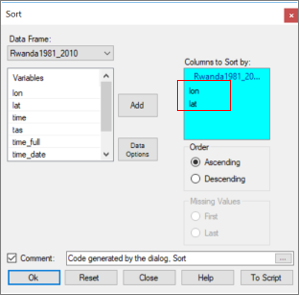 Sort
Data Frame:
Rwanda1981_2010
Variables
lon
lat
time
tas
time_full
time_date
Add
Data
Options
Columns to Sort by:
Rwanda1981_20...
lon
lat
Order
Ascending
Descending
Missing Values
First
Last
Comment:
Code generated by the dialog, Sort
...
Ok
Reset
Close
Help
To Script